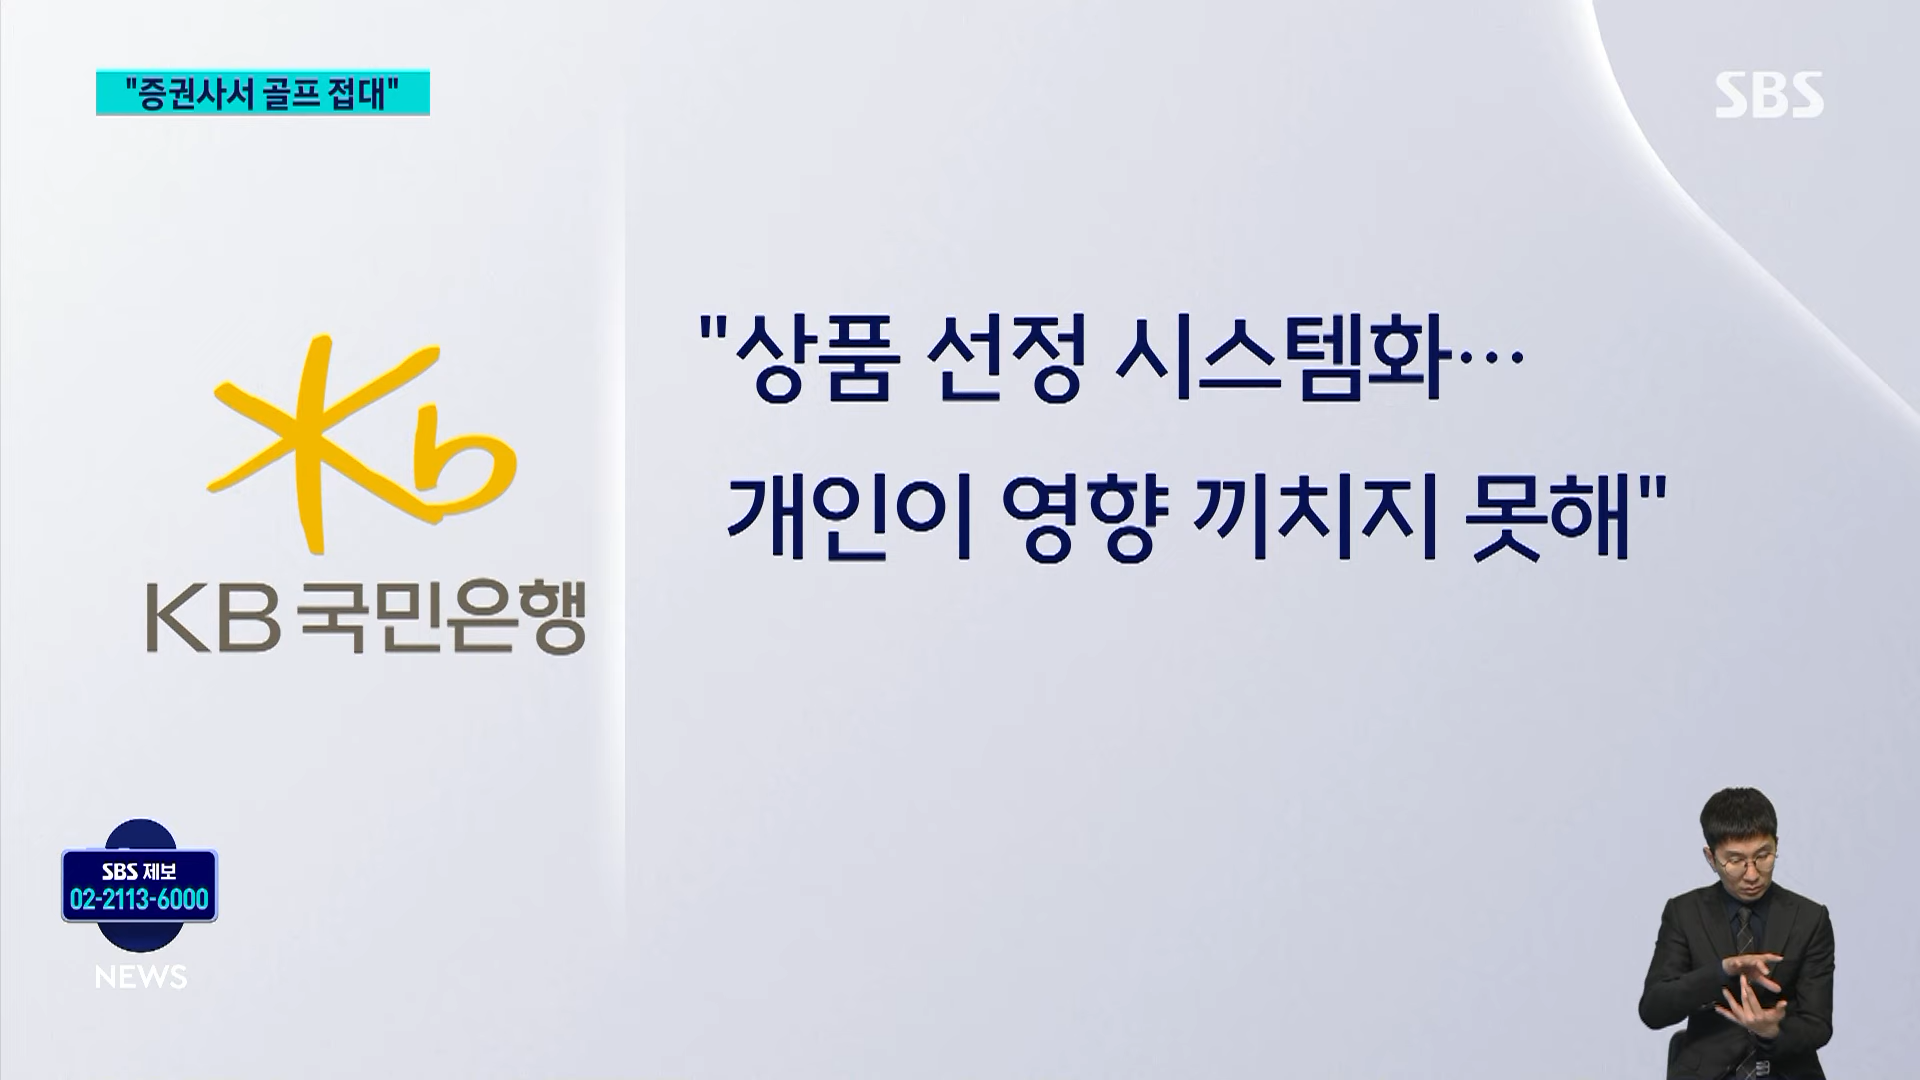 "증권사서 골프 접대"
SBS
"상품 선정 시스템화…
개인이 영향 끼치지 못해"
Kb
KB 국민은행
SBS 제보
02-2113-6000
NEWS